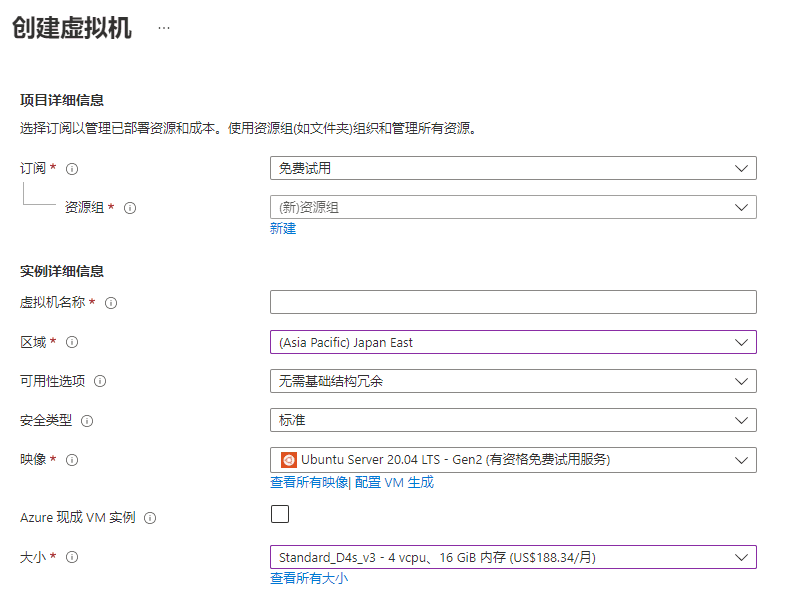 创建虚拟机 ...
项目详细信息
选择订阅以管理已部署资源和成本。使用资源组(如文件夹)组织和管理所有资源。
订阅 * 免费试用
资源组 * (新)资源组
新建
实例详细信息
虚拟机名称 *
区域 * (Asia Pacific) Japan East
可用性选项 无需基础结构冗余
安全类型 标准
映像 * Ubuntu Server 20.04 LTS - Gen2 (有资格免费试用服务)
查看所有映像| 配置 VM 生成
Azure 现成 VM 实例
大小 * Standard_D4s_v3 - 4 vcpu、16 GiB 内存 (US$188.34/月)
查看所有大小